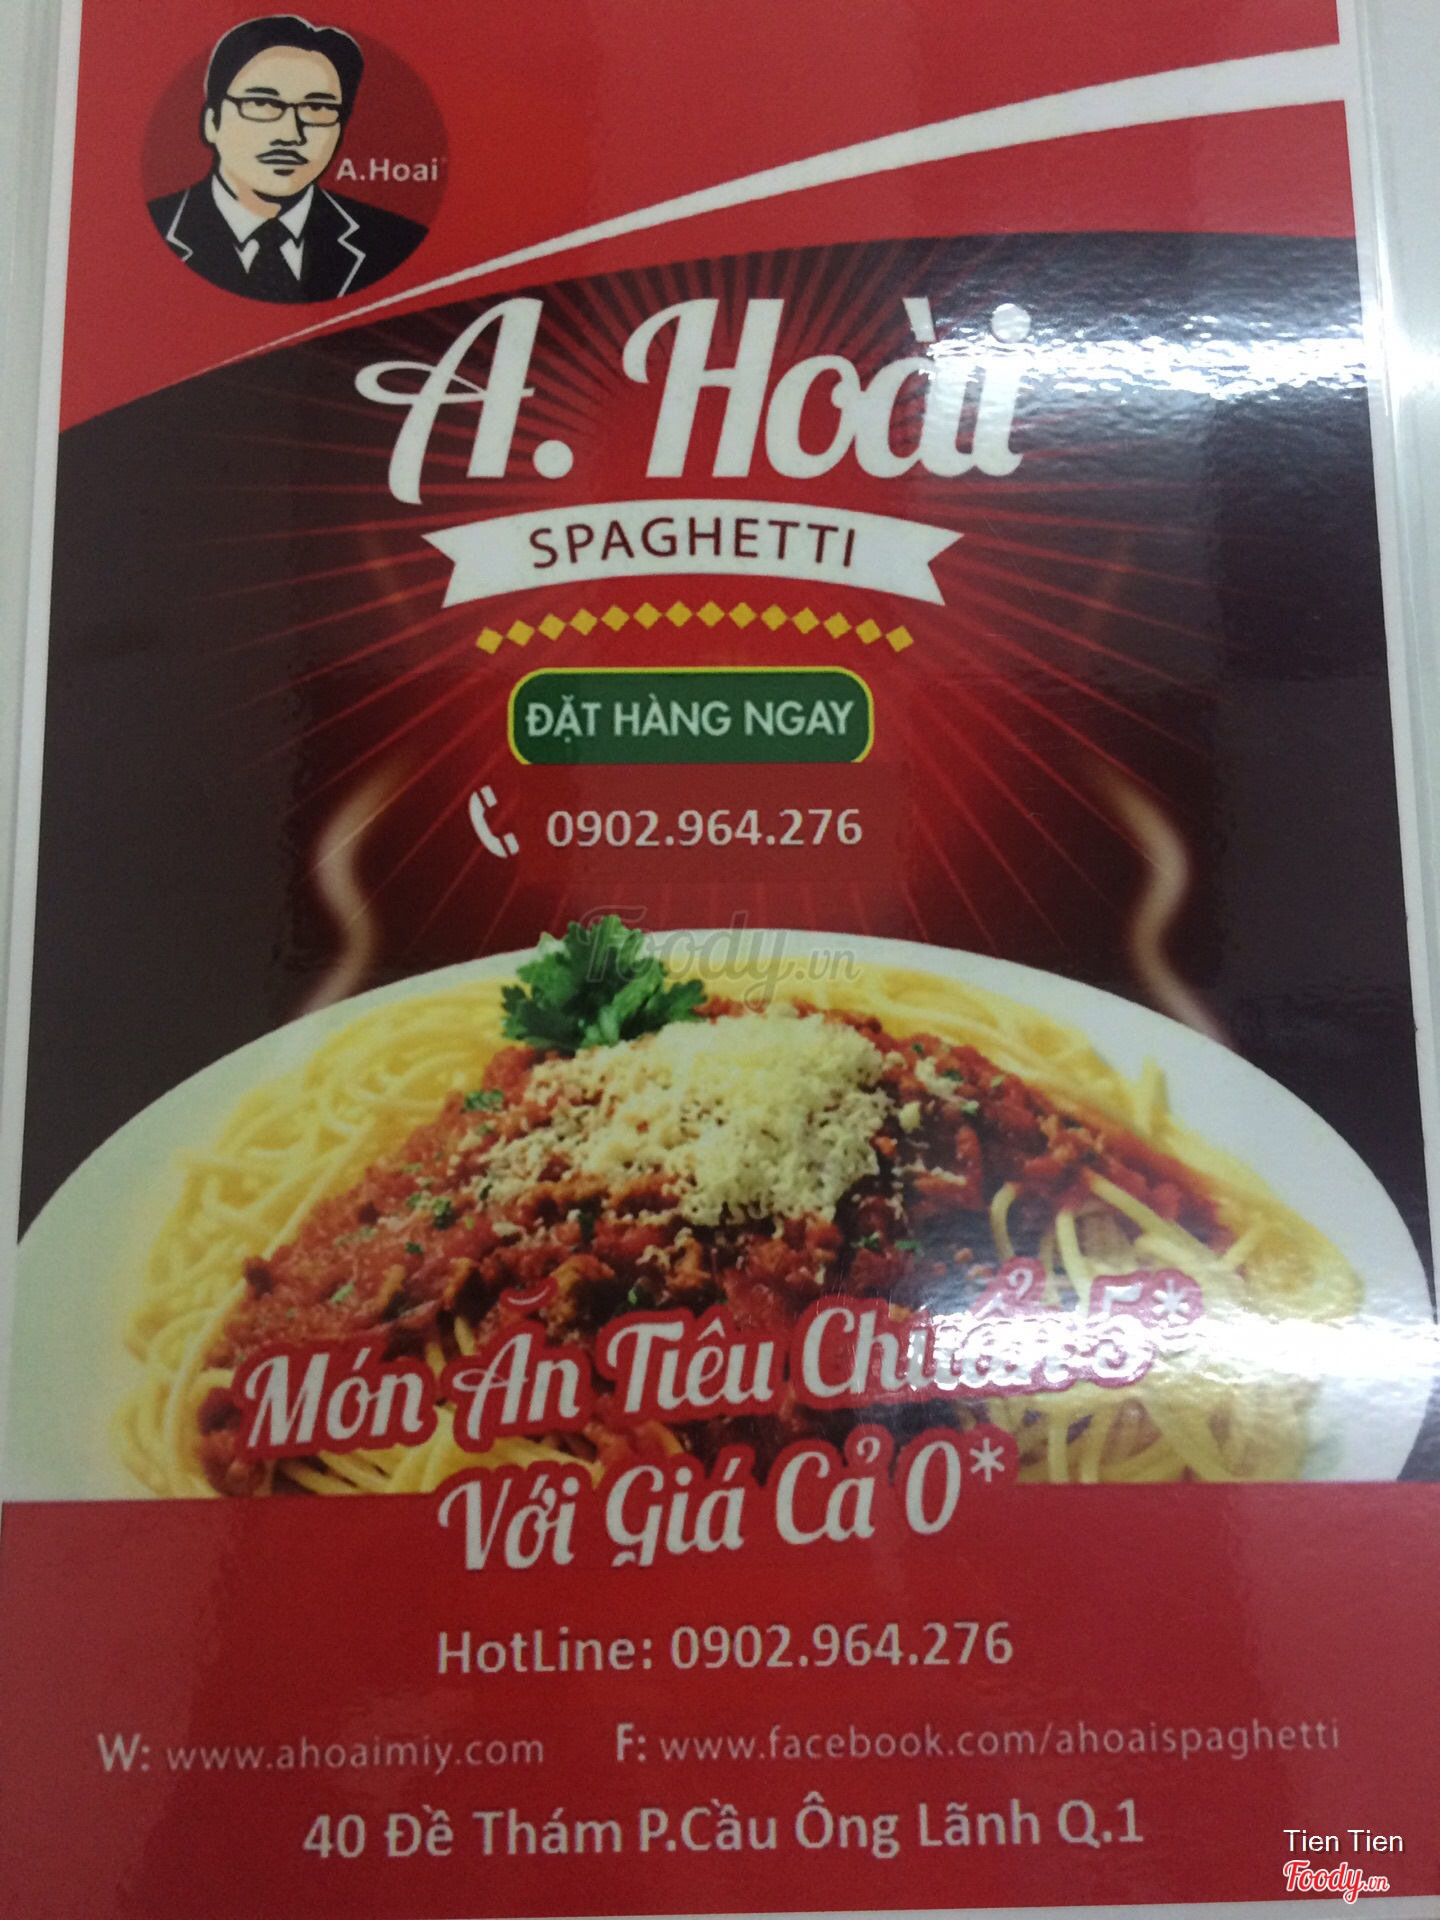 A.Hoai
A. Hoài
SPAGHETTI
ĐẶT HÀNG NGAY
0902.964.276
Foody.vn
Món Ăn Tiêu Chuẩn 5*
Với Giá Cả 0*
HotLine: 0902.964.276
W: www.ahoaimiy.com F: www.facebook.com/ahoaispaghetti
40 Đề Thám P.Cầu Ông Lãnh Q.1
Tien Tien
Foody.vn